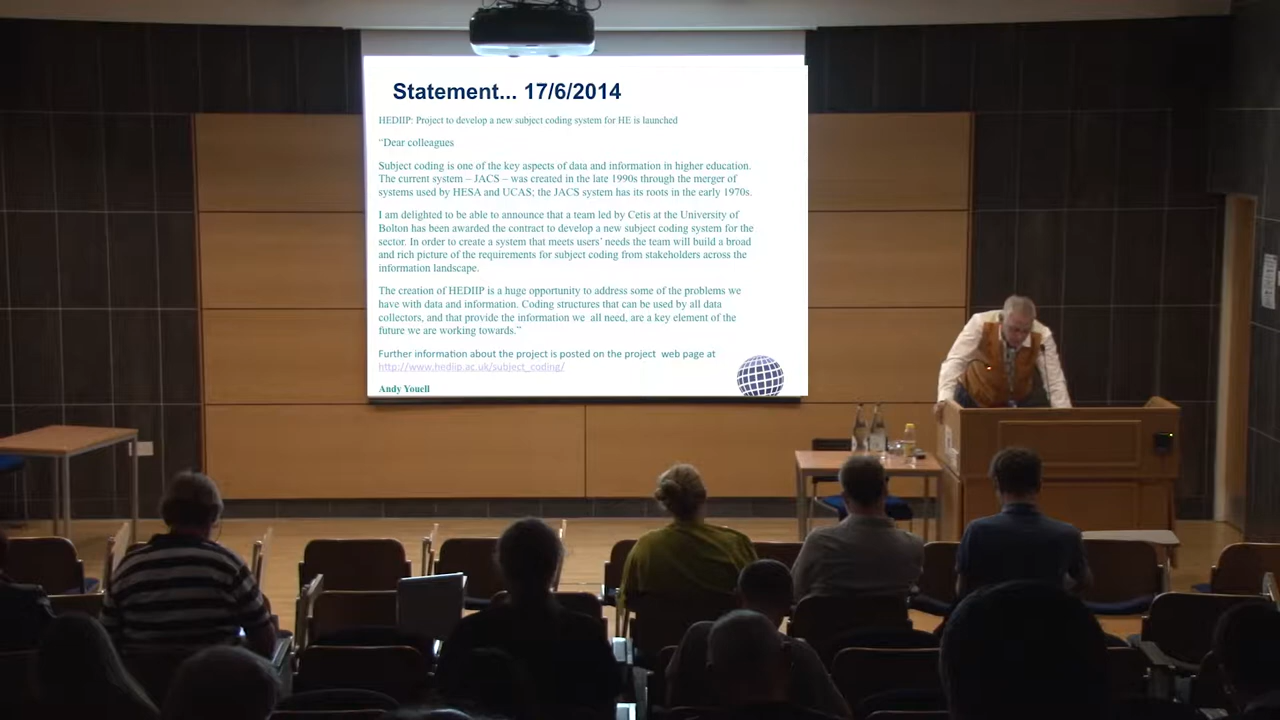 Statement... 17/6/2014
HEDIIP: Project to develop a new subject coding system for HE is launched
“Dear colleagues
Subject coding is one of the key aspects of data and information in higher education.
The current system – JACS – was created in the late 1990s through the merger of
systems used by HESA and UCAS; the JACS system has its roots in the early 1970s.
I am delighted to be able to announce that a team led by Cetis at the University of
Bolton has been awarded the contract to develop a new subject coding system for the
sector. In order to create a system that meets users’ needs the team will build a broad
and rich picture of the requirements for subject coding from stakeholders across the
information landscape.
The creation of HEDIIP is a huge opportunity to address some of the problems we
have with data and information. Coding structures that can be used by all data
collectors, and that provide the information we all need, are a key element of the
future we are working towards.”
Further information about the project is posted on the project web page at
http://www.hediip.ac.uk/subject_coding/
Andy Youell